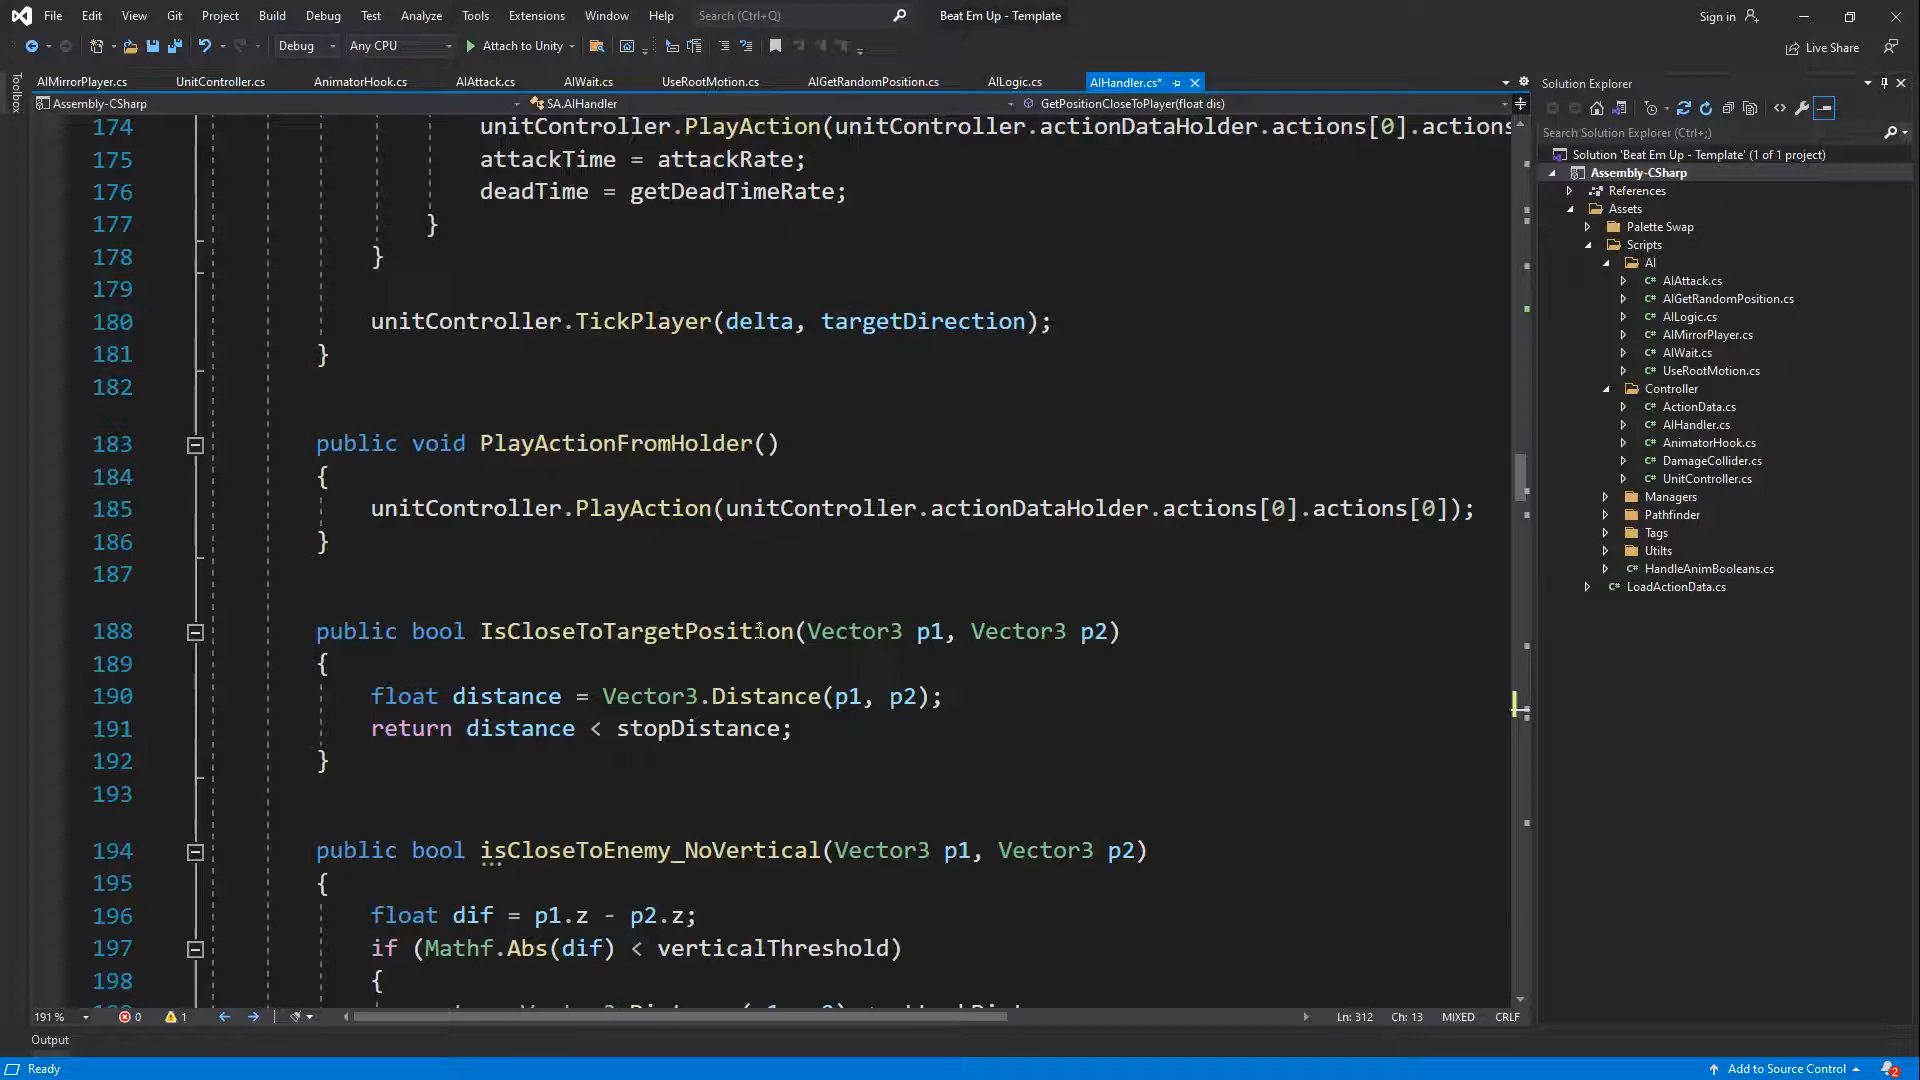 File Edit View Git Project Build Debug Test Analyze Tools Extensions Window Help Search (Ctrl+Q) Beat Em Up - Template Sign in
Debug Any CPU Attach to Unity Live Share
Toolbox
AIMirrorPlayer.cs UnitController.cs AnimatorHook.cs AIAttack.cs AIWait.cs UseRootMotion.cs AIGetRandomPosition.cs AILogic.cs AIHandler.cs*
Assembly-CSharp SA.AIHandler GetPositionCloseToPlayer(float dis)
174 unitController.PlayAction(unitController.actionDataHolder.actions[0].actions
175 attackTime = attackRate;
176 deadTime = getDeadTimeRate;
177 }
178 }
179
180 unitController.TickPlayer(delta, targetDirection);
181 }
182
183 public void PlayActionFromHolder()
184 {
185 unitController.PlayAction(unitController.actionDataHolder.actions[0].actions[0]);
186 }
187
188 public bool IsCloseToTargetPosition(Vector3 p1, Vector3 p2)
189 {
190 float distance = Vector3.Distance(p1, p2);
191 return distance < stopDistance;
192 }
193
194 public bool isCloseToEnemy_NoVertical(Vector3 p1, Vector3 p2)
195 {
196 float dif = p1.z - p2.z;
197 if (Mathf.Abs(dif) < verticalThreshold)
198 {
191 % 0 1 Ln: 312 Ch: 13 MIXED CRLF
Output
Ready Add to Source Control 2
Solution Explorer
Search Solution Explorer (Ctrl+;)
Solution 'Beat Em Up - Template' (1 of 1 project)
Assembly-CSharp
References
Assets
Palette Swap
Scripts
AI
C# AIAttack.cs
C# AIGetRandomPosition.cs
C# AILogic.cs
C# AIMirrorPlayer.cs
C# AIWait.cs
C# UseRootMotion.cs
Controller
C# ActionData.cs
C# AIHandler.cs
C# AnimatorHook.cs
C# DamageCollider.cs
C# UnitController.cs
Managers
Pathfinder
Tags
Utilts
C# HandleAnimBooleans.cs
C# LoadActionData.cs